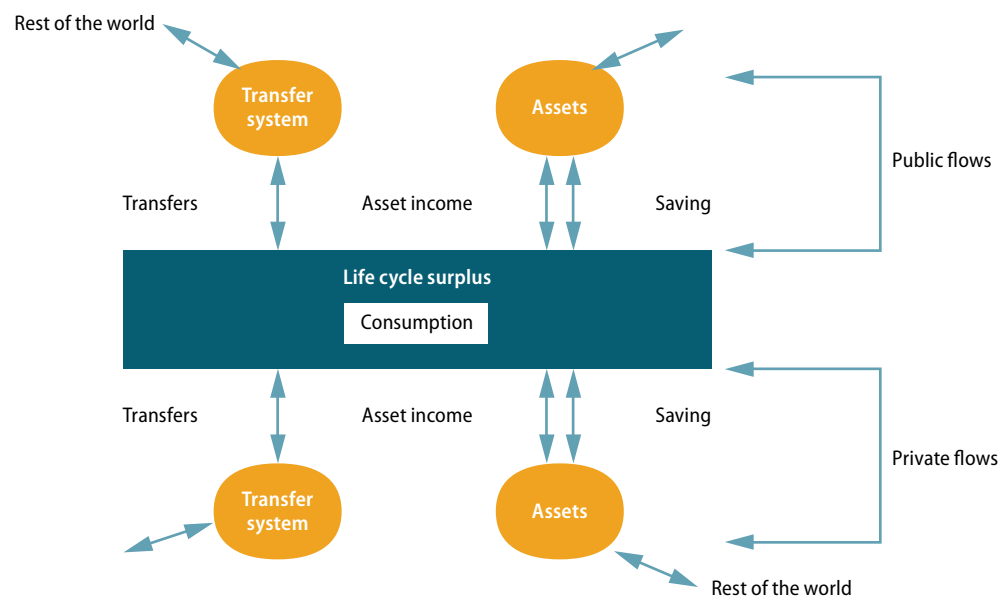 Rest of the world
Transfer
system
Assets
Public flows
Transfers
Asset income
Saving
Life cycle surplus
Consumption
Transfers
Asset income
Saving
Private flows
Transfer
system
Assets
Rest of the world